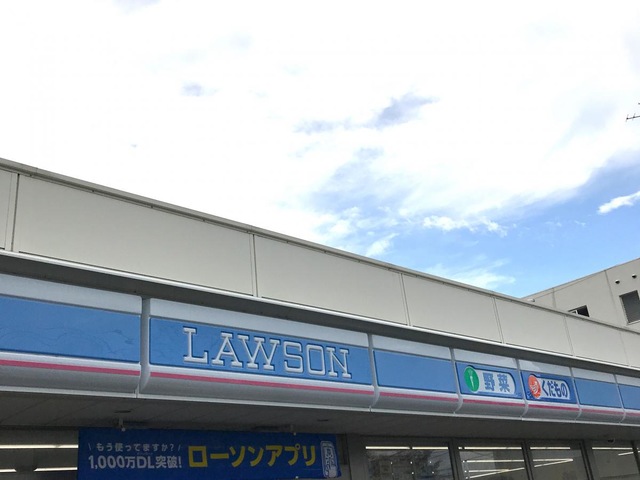 LAWSON
野菜
くだもの
\ もう使ってますか?/
1,000万DL突破!
ローソンアプリ